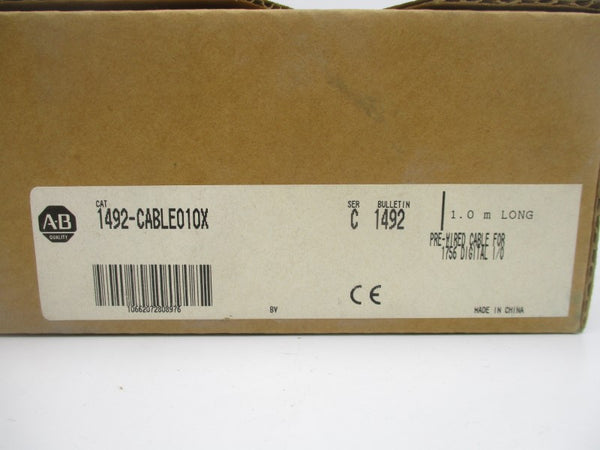 A-B
QUALITY
CAT
1492-CABLE010X
SER
C
BULLETIN
1492
1.0 m LONG
PRE-WIRED CABLE FOR
1756 DIGITAL I/O
10662072808976
SV
CE
MADE IN CHINA